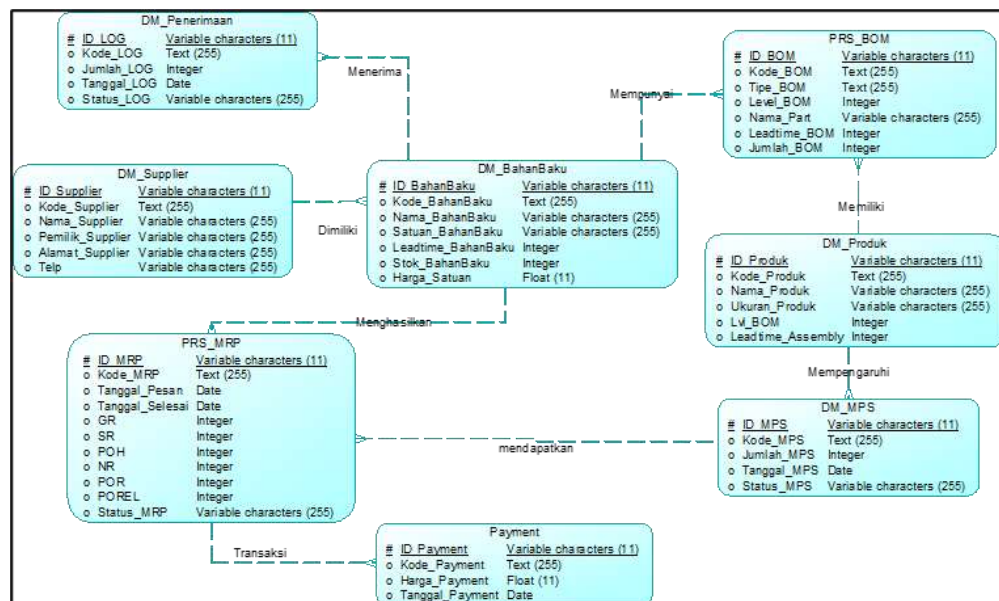 DM_Penerimaan
# ID_LOG Variable characters (11)
o Kode_LOG Text (255)
o Jumlah_LOG Integer
o Tanggal_LOG Date
o Status_LOG Variable characters (255)
Menerima
PRS_BOM
# ID_BOM Variable characters (11)
o Kode_BOM Text (255)
o Tipe_BOM Text (255)
o Level_BOM Integer
o Nama_Part Variable characters (255)
o Leadtime_BOM Integer
o Jumlah_BOM Integer
Mempunyai
DM_Supplier
# ID_Supplier Variable characters (11)
o Kode_Supplier Text (255)
o Nama_Supplier Variable characters (255)
o Pemilik_Supplier Variable characters (255)
o Alamat_Supplier Variable characters (255)
o Telp Variable characters (255)
Dimiliki
DM_BahanBaku
# ID_BahanBaku Variable characters (11)
o Kode_BahanBaku Text (255)
o Nama_BahanBaku Variable characters (255)
o Satuan_BahanBaku Variable characters (255)
o Leadtime_BahanBaku Integer
o Stok_BahanBaku Integer
o Harga_Satuan Float (11)
Memiliki
DM_Produk
# ID_Produk Variable characters (11)
o Kode_Produk Text (255)
o Nama_Produk Variable characters (255)
o Ukuran_Produk Variable characters (255)
o Lvl_BOM Integer
o Leadtime_Assembly Integer
Menghasilkan
Mempengaruhi
PRS_MRP
# ID_MRP Variable characters (11)
o Kode_MRP Text (255)
o Tanggal_Pesan Date
o Tanggal_Selesai Date
o GR Integer
o SR Integer
o POH Integer
o NR Integer
o POR Integer
o POREL Integer
o Status_MRP Variable characters (255)
mendapatkan
DM_MPS
# ID_MPS Variable characters (11)
o Kode_MPS Text (255)
o Jumlah_MPS Integer
o Tanggal_MPS Date
o Status_MPS Variable characters (255)
Transaksi
Payment
# ID_Payment Variable characters (11)
o Kode_Payment Text (255)
o Harga_Payment Float (11)
o Tanggal_Payment Date